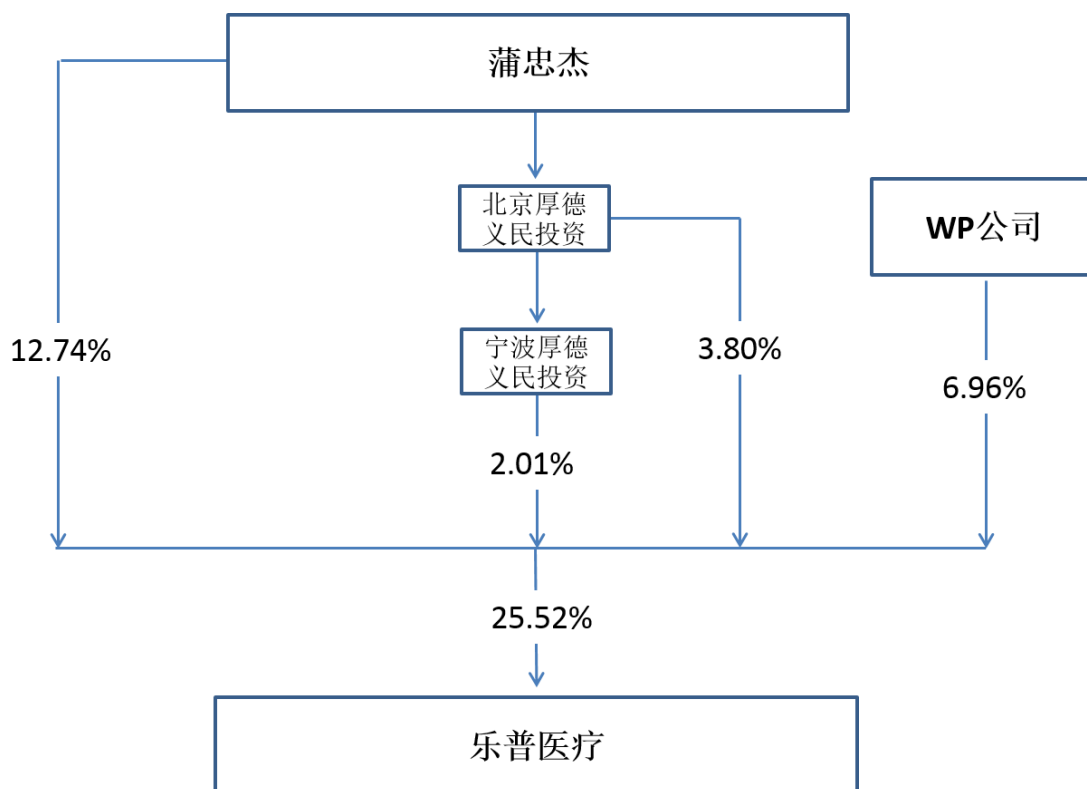 蒲忠杰
北京厚德
义民投资
WP公司
宁波厚德
义民投资
12.74%
3.80%
6.96%
2.01%
25.52%
乐普医疗